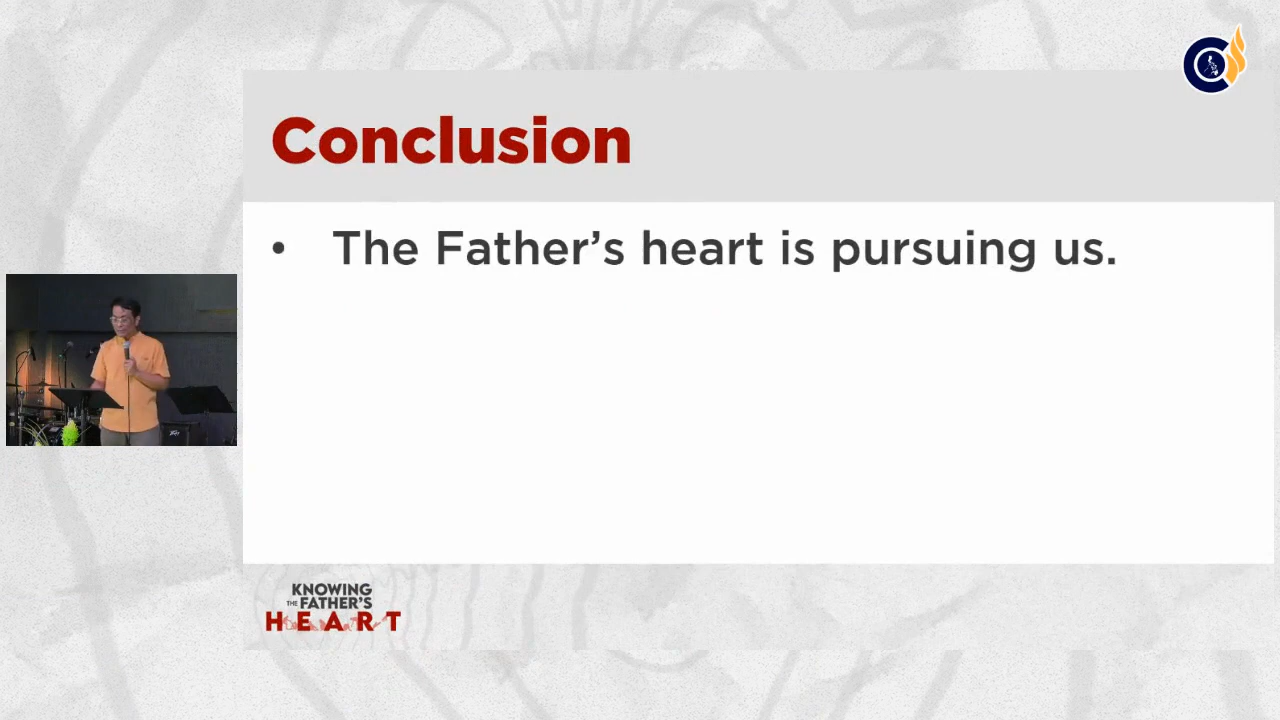 Conclusion
• The Father’s heart is pursuing us.
KNOWING
THE FATHER’S
HEART